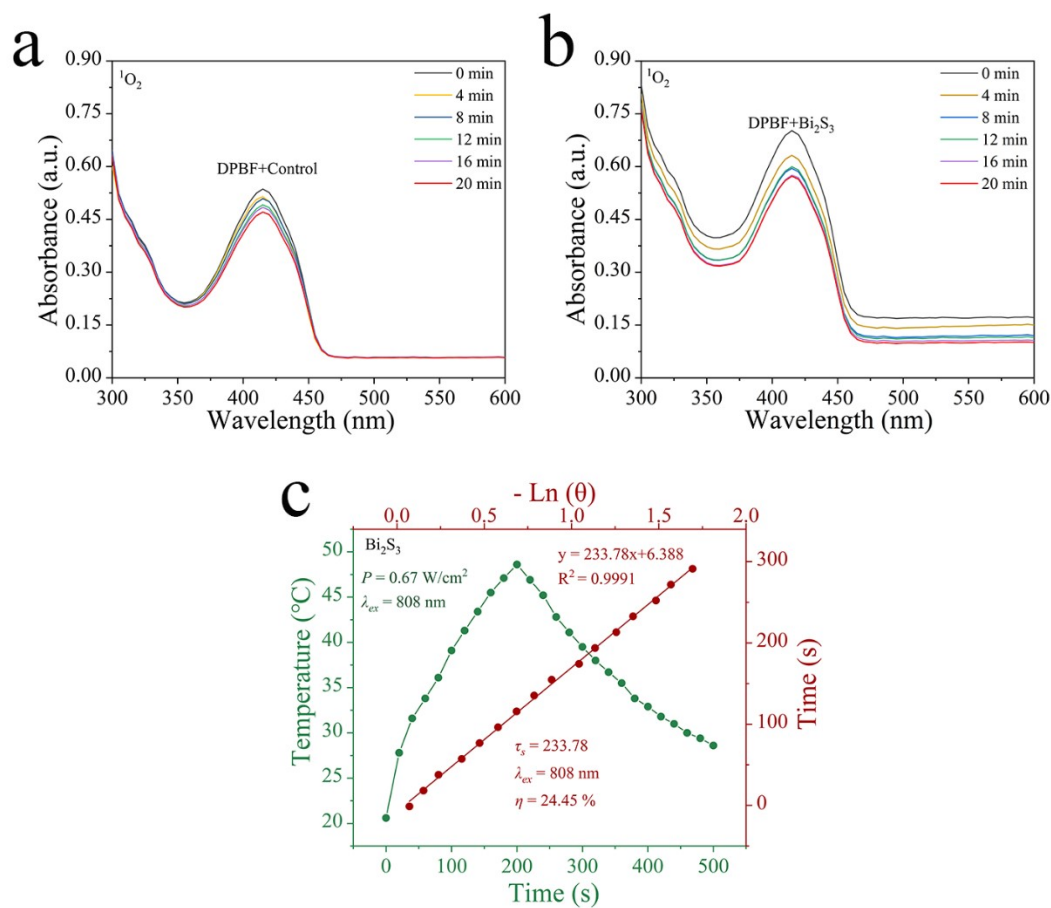 a
0.90
0.75
0.60
0.45
0.30
0.15
0.00
Absorbance (a.u.)
¹O₂
DPBF+Control
0 min
4 min
8 min
12 min
16 min
20 min
300 350 400 450 500 550 600
Wavelength (nm)
b
0.90
0.75
0.60
0.45
0.30
0.15
0.00
Absorbance (a.u.)
¹O₂
DPBF+Bi₂S₃
0 min
4 min
8 min
12 min
16 min
20 min
300 350 400 450 500 550 600
Wavelength (nm)
c
- Ln (θ)
0.0 0.5 1.0 1.5 2.0
50
45
40
35
30
25
20
Temperature (°C)
Bi₂S₃
P = 0.67 W/cm²
λex = 808 nm
y = 233.78x+6.388
R² = 0.9991
τs = 233.78
λex = 808 nm
η = 24.45 %
300
200
100
0
Time (s)
0 100 200 300 400 500
Time (s)